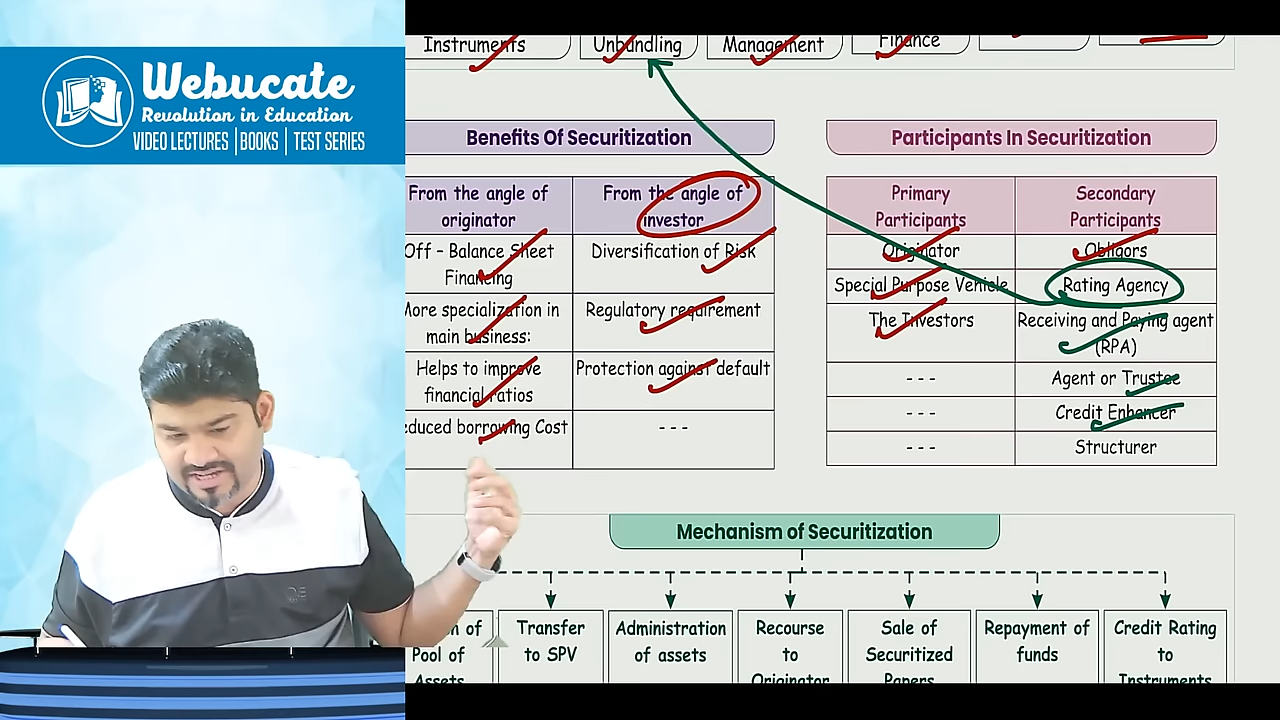 Webucate
Revolution in Education
VIDEO LECTURES | BOOKS | TEST SERIES
Instruments
Unbundling
Management
Finance
Benefits Of Securitization
From the angle of
originator
From the angle of
investor
Off – Balance Sheet
Financing
Diversification of Risk
More specialization in
main business:
Regulatory requirement
Helps to improve
financial ratios
Protection against default
educed borrowing Cost
- - -
Participants In Securitization
Primary
Participants
Secondary
Participants
Originator
Obligors
Special Purpose Vehicle
Rating Agency
The Investors
Receiving and Paying agent
(RPA)
- - -
Agent or Trustee
- - -
Credit Enhancer
- - -
Structurer
Mechanism of Securitization
n of
Pool of
Assets
Transfer
to SPV
Administration
of assets
Recourse
to
Originator
Sale of
Securitized
Papers
Repayment of
funds
Credit Rating
to
Instruments